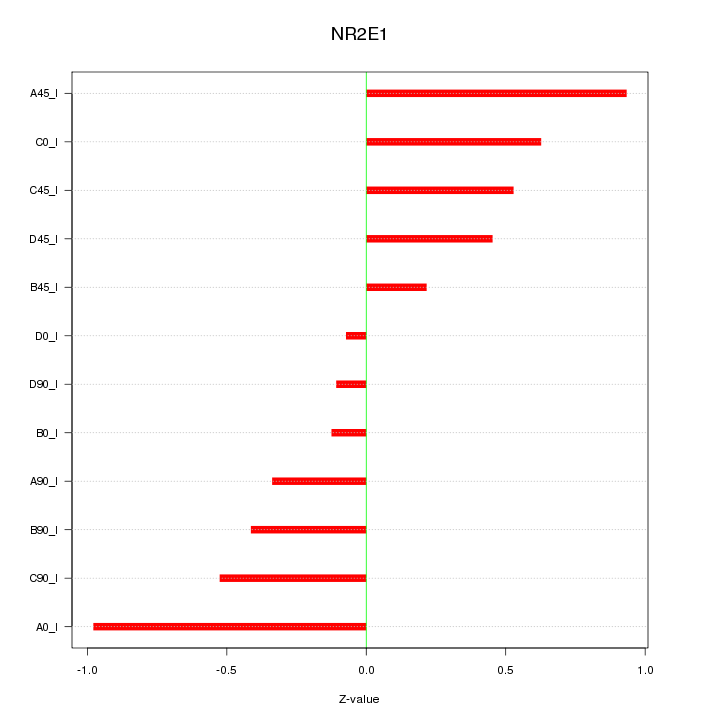 NR2E1
A45_I
C0_I
C45_I
D45_I
B45_I
D0_I
D90_I
B0_I
A90_I
B90_I
C90_I
A0_I
-1.0 -0.5 0.0 0.5 1.0
Z-value